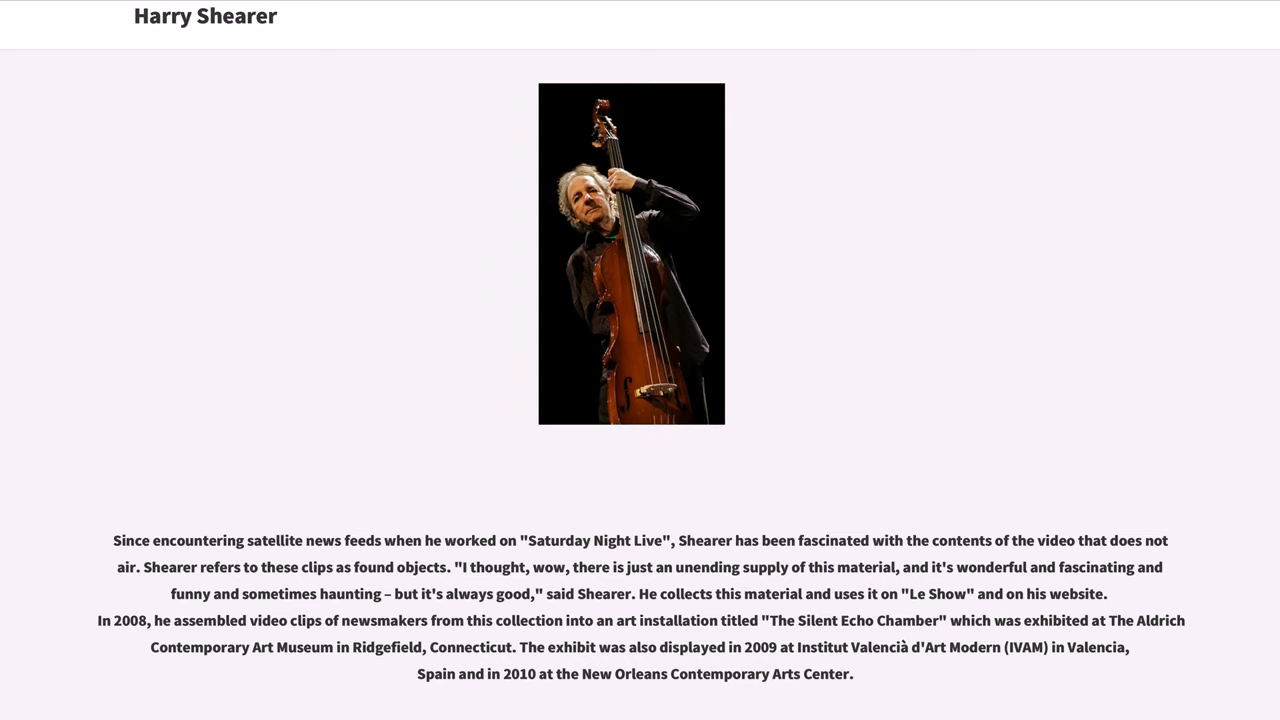 Harry Shearer
Since encountering satellite news feeds when he worked on "Saturday Night Live", Shearer has been fascinated with the contents of the video that does not
air. Shearer refers to these clips as found objects. "I thought, wow, there is just an unending supply of this material, and it's wonderful and fascinating and
funny and sometimes haunting – but it's always good," said Shearer. He collects this material and uses it on "Le Show" and on his website.
In 2008, he assembled video clips of newsmakers from this collection into an art installation titled "The Silent Echo Chamber" which was exhibited at The Aldrich
Contemporary Art Museum in Ridgefield, Connecticut. The exhibit was also displayed in 2009 at Institut Valencià d'Art Modern (IVAM) in Valencia,
Spain and in 2010 at the New Orleans Contemporary Arts Center.